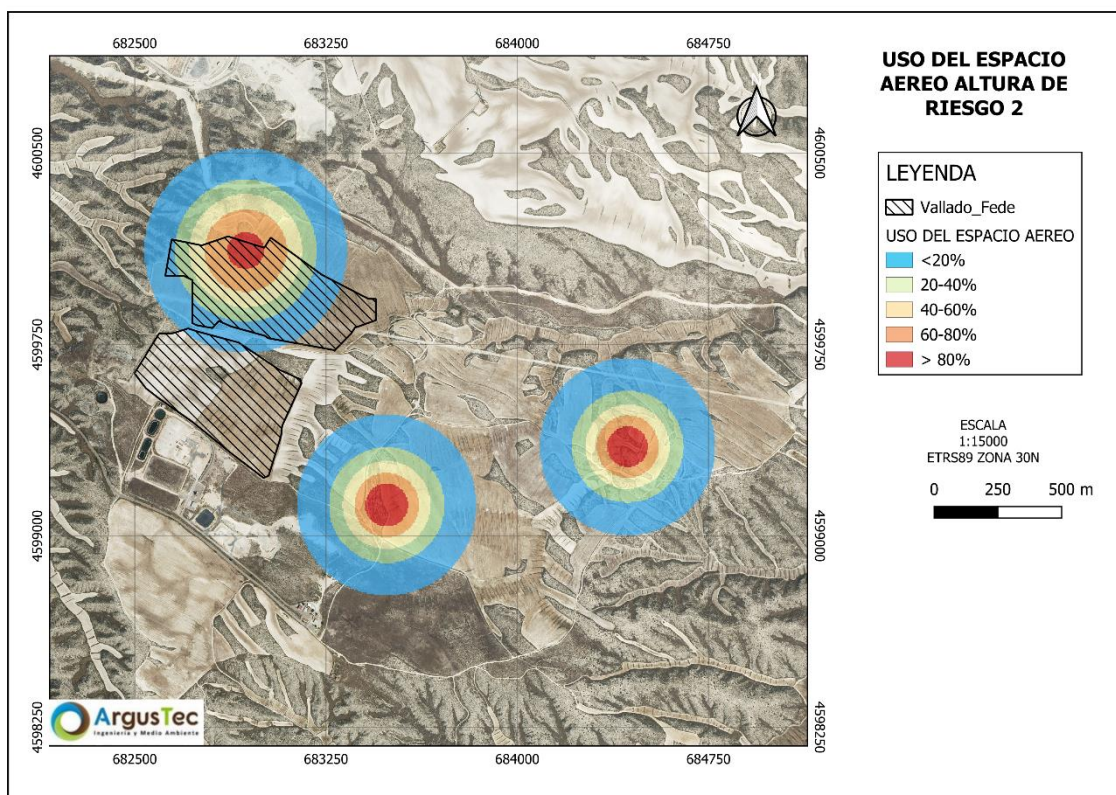 USO DEL ESPACIO
AEREO ALTURA DE
RIESGO 2
LEYENDA
Vallado_Fede
USO DEL ESPACIO AEREO
<20%
20-40%
40-60%
60-80%
> 80%
ESCALA
1:15000
ETRS89 ZONA 30N
0 250 500 m
682500 683250 684000 684750
4600500 4600500
4599750 4599750
4599000 4599000
4598250 4598250
682500 683250 684000 684750
ArgusTec
Ingeniería y Medio Ambiente